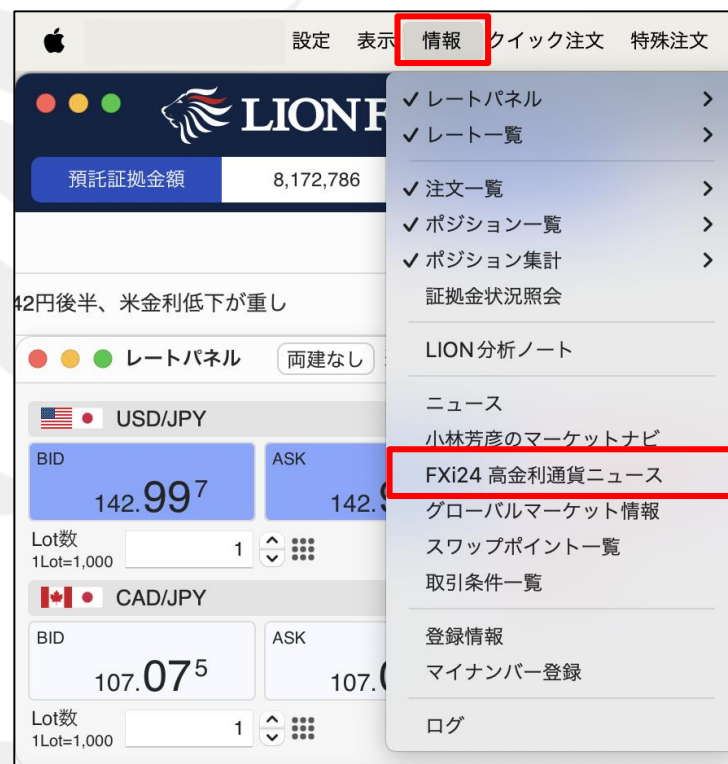 設定 表示 情報 クイック注文 特殊注文
LION F
預託証拠金額 8,172,786
42円後半、米金利低下が重し
レートパネル 両建なし
USD/JPY
BID ASK
142.997 142.
Lot数
1Lot=1,000
1
CAD/JPY
BID ASK
107.075 107.
Lot数
1Lot=1,000
1
レートパネル
レート一覧
注文一覧
ポジション一覧
ポジション集計
証拠金状況照会
LION分析ノート
ニュース
小林芳彦のマーケットナビ
FXi24 高金利通貨ニュース
グローバルマーケット情報
スワップポイント一覧
取引条件一覧
登録情報
マイナンバー登録
ログ